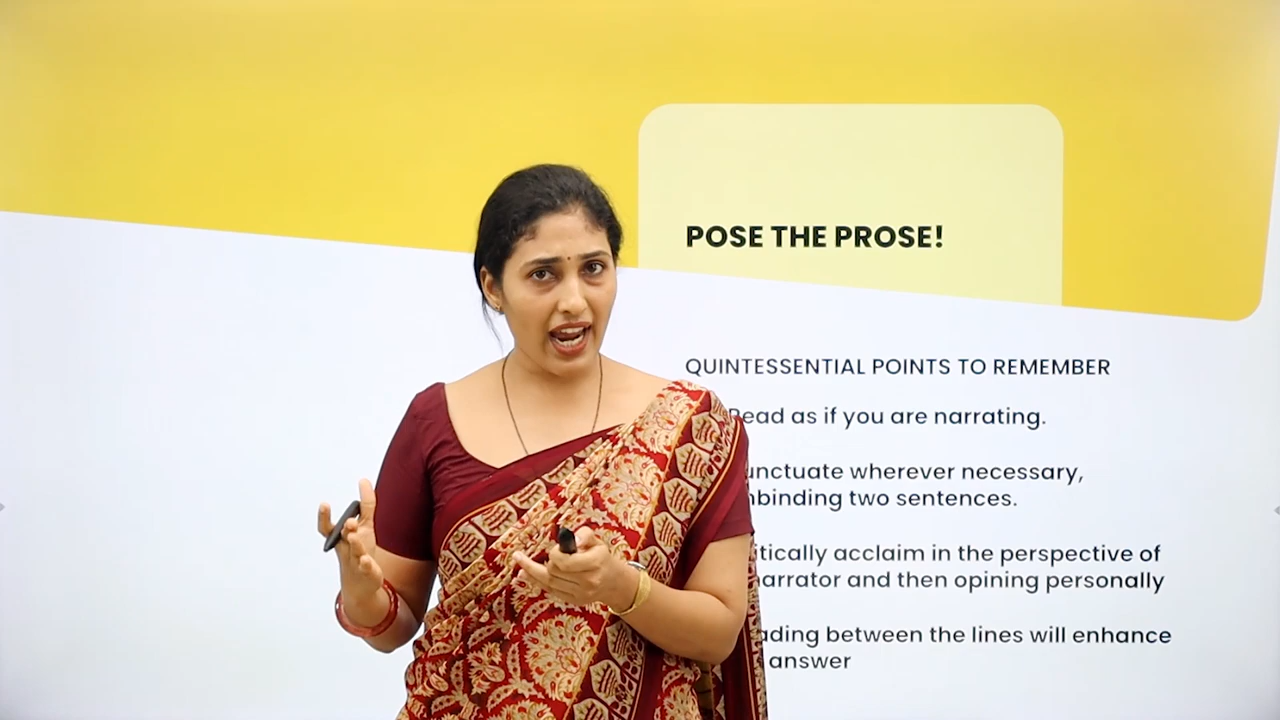 POSE THE PROSE!
QUINTESSENTIAL POINTS TO REMEMBER
Read as if you are narrating.
wherever necessary,
two sentences.
acclaim in the perspective of
and then opining personally
between the lines will enhance
answer